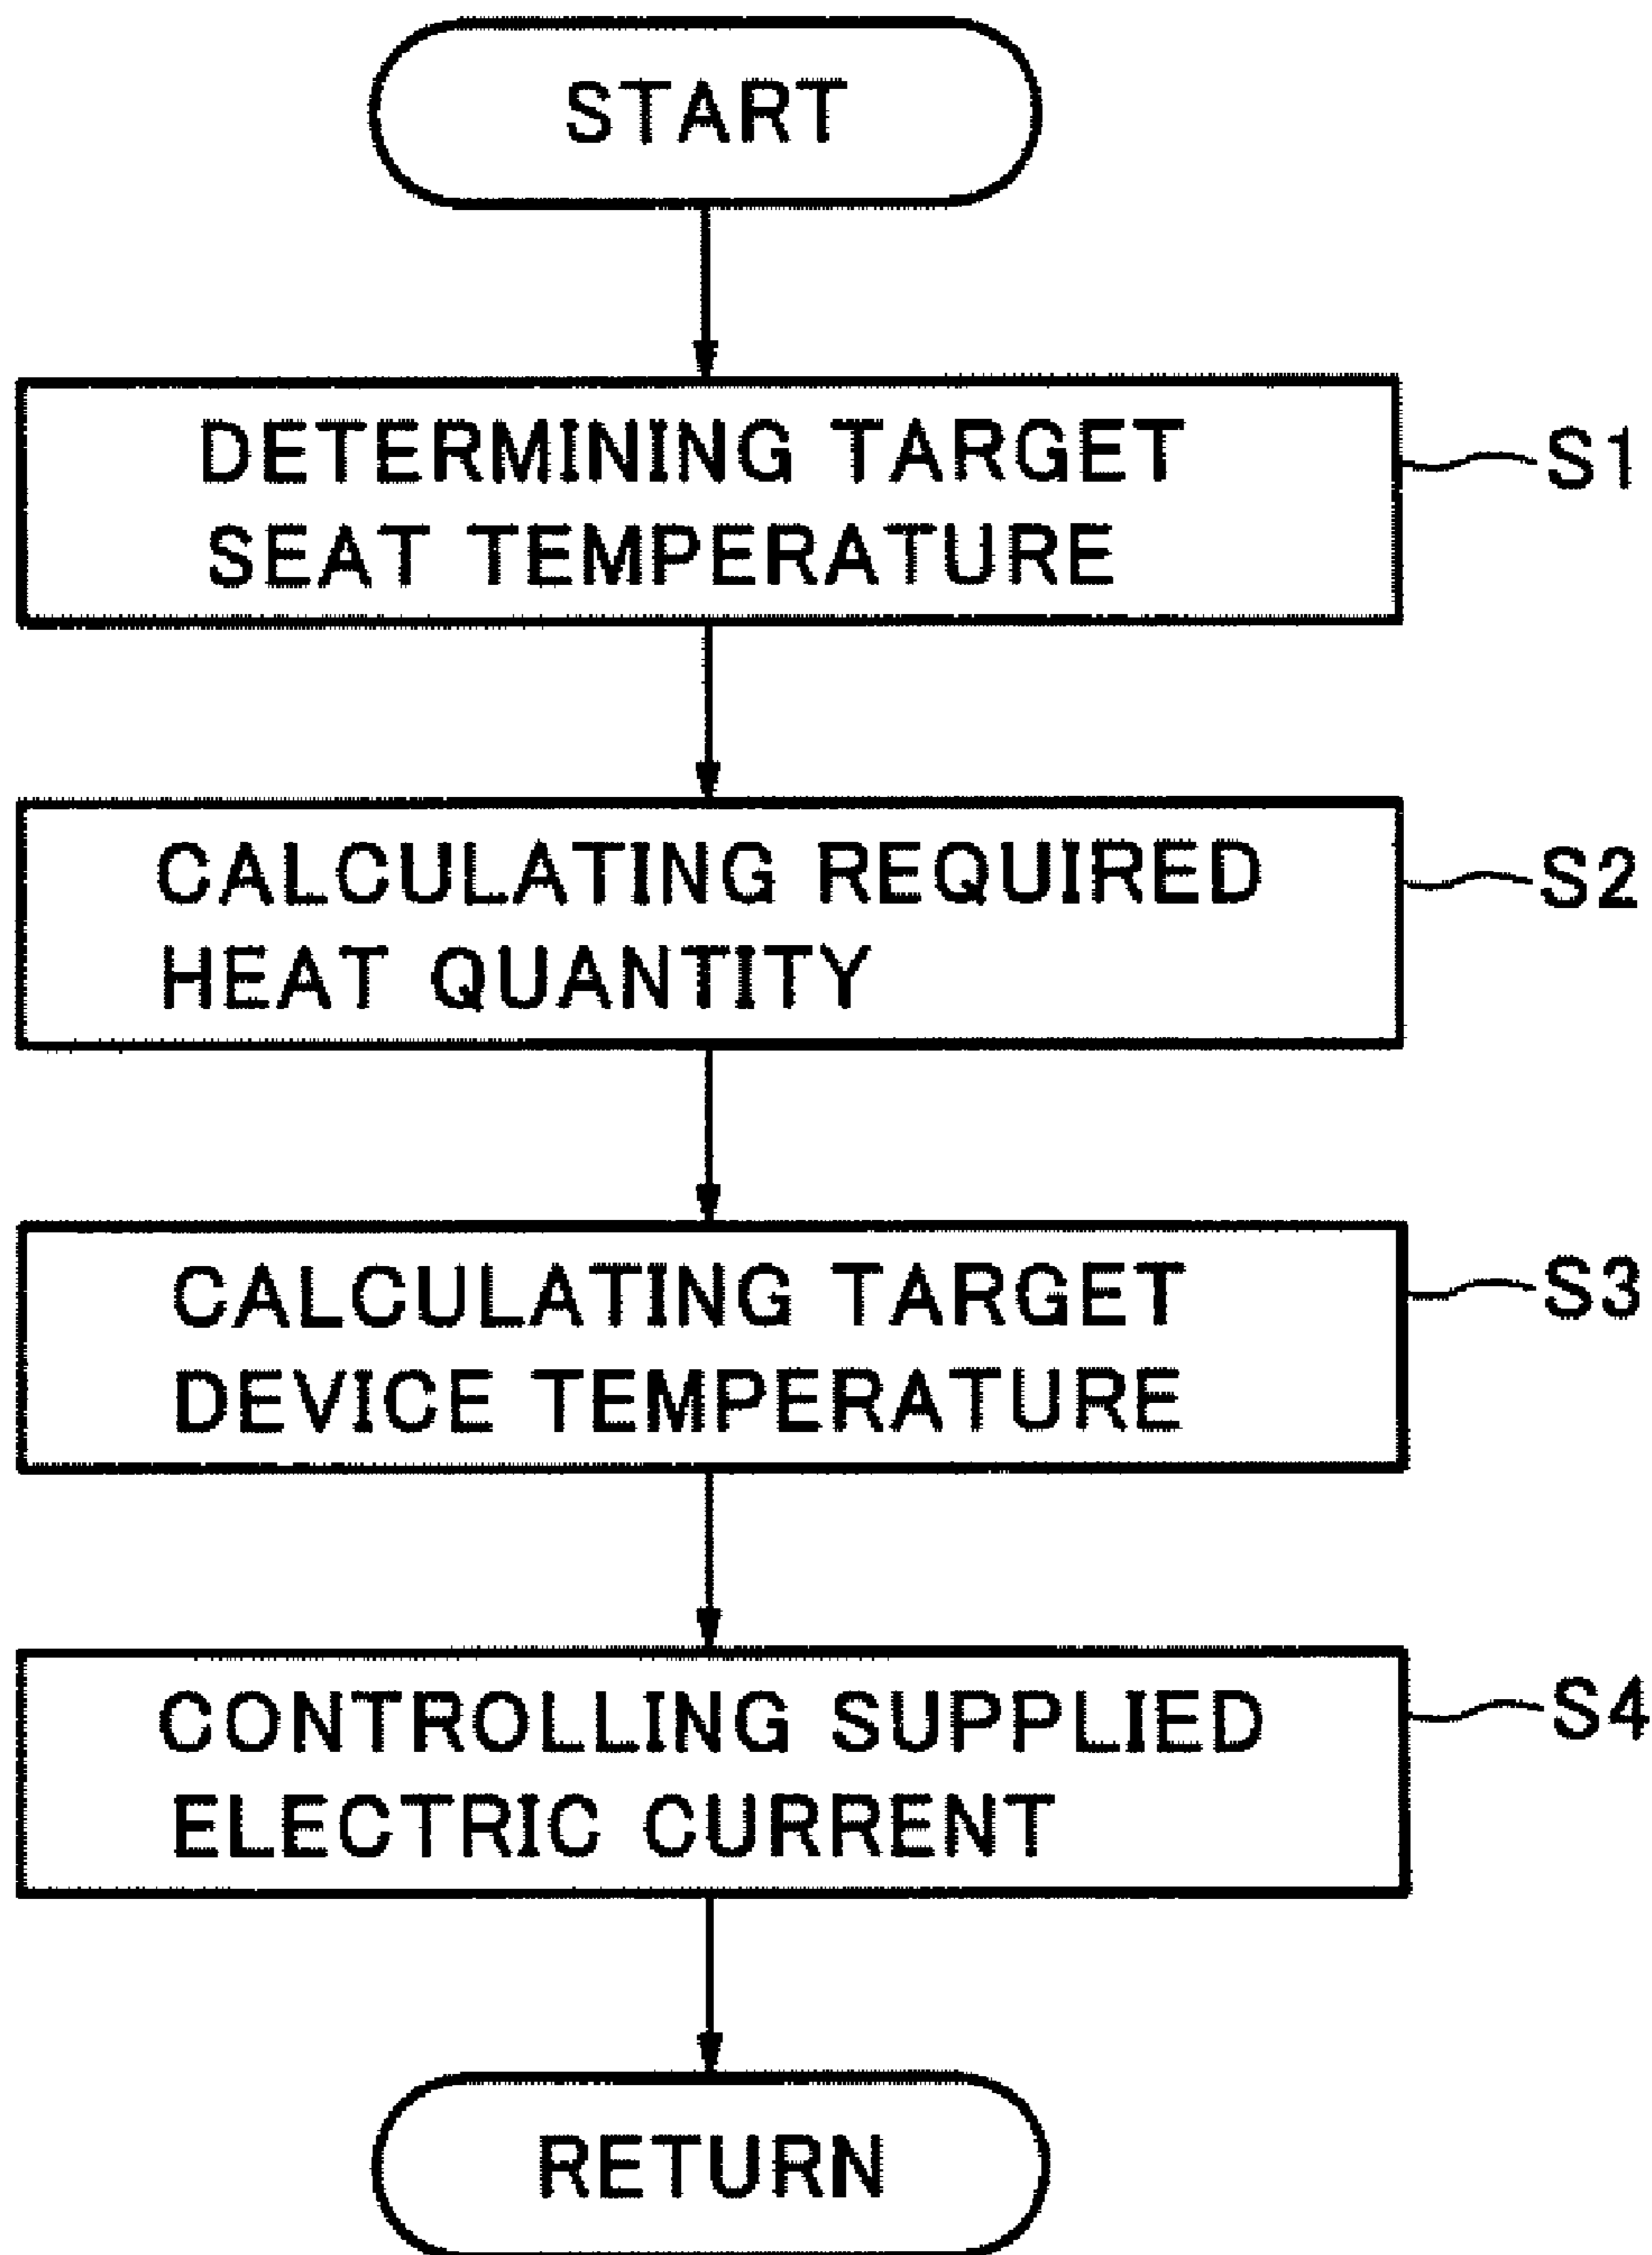 START
DETERMINING TARGET
SEAT TEMPERATURE
S1
CALCULATING REQUIRED
HEAT QUANTITY
S2
CALCULATING TARGET
DEVICE TEMPERATURE
S3
CONTROLLING SUPPLIED
ELECTRIC CURRENT
S4
RETURN